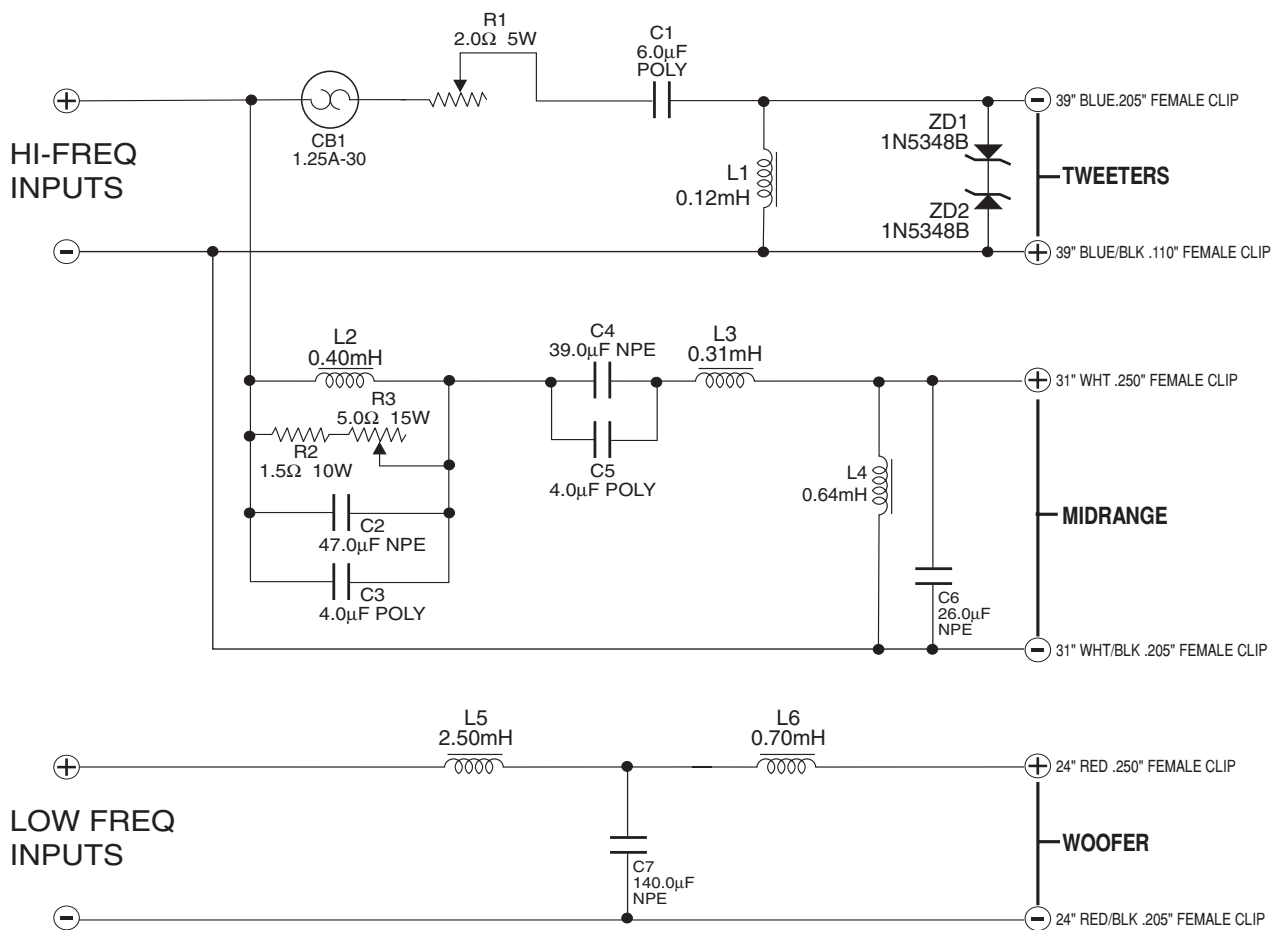 R1
2.0Ω 5W
C1
6.0µF
POLY
+
CB1
1.25A-30
HI-FREQ
INPUTS
−
L1
0.12mH
ZD1
1N5348B
ZD2
1N5348B
−
39" BLUE.205" FEMALE CLIP
TWEETERS
+
39" BLUE/BLK .110" FEMALE CLIP
L2
0.40mH
R3
5.0Ω 15W
R2
1.5Ω 10W
C2
47.0µF NPE
C3
4.0µF POLY
C4
39.0µF NPE
C5
4.0µF POLY
L3
0.31mH
L4
0.64mH
C6
26.0µF
NPE
+
31" WHT .250" FEMALE CLIP
MIDRANGE
−
31" WHT/BLK .205" FEMALE CLIP
L5
2.50mH
L6
0.70mH
+
LOW FREQ
INPUTS
−
C7
140.0µF
NPE
+
24" RED .250" FEMALE CLIP
WOOFER
−
24" RED/BLK .205" FEMALE CLIP